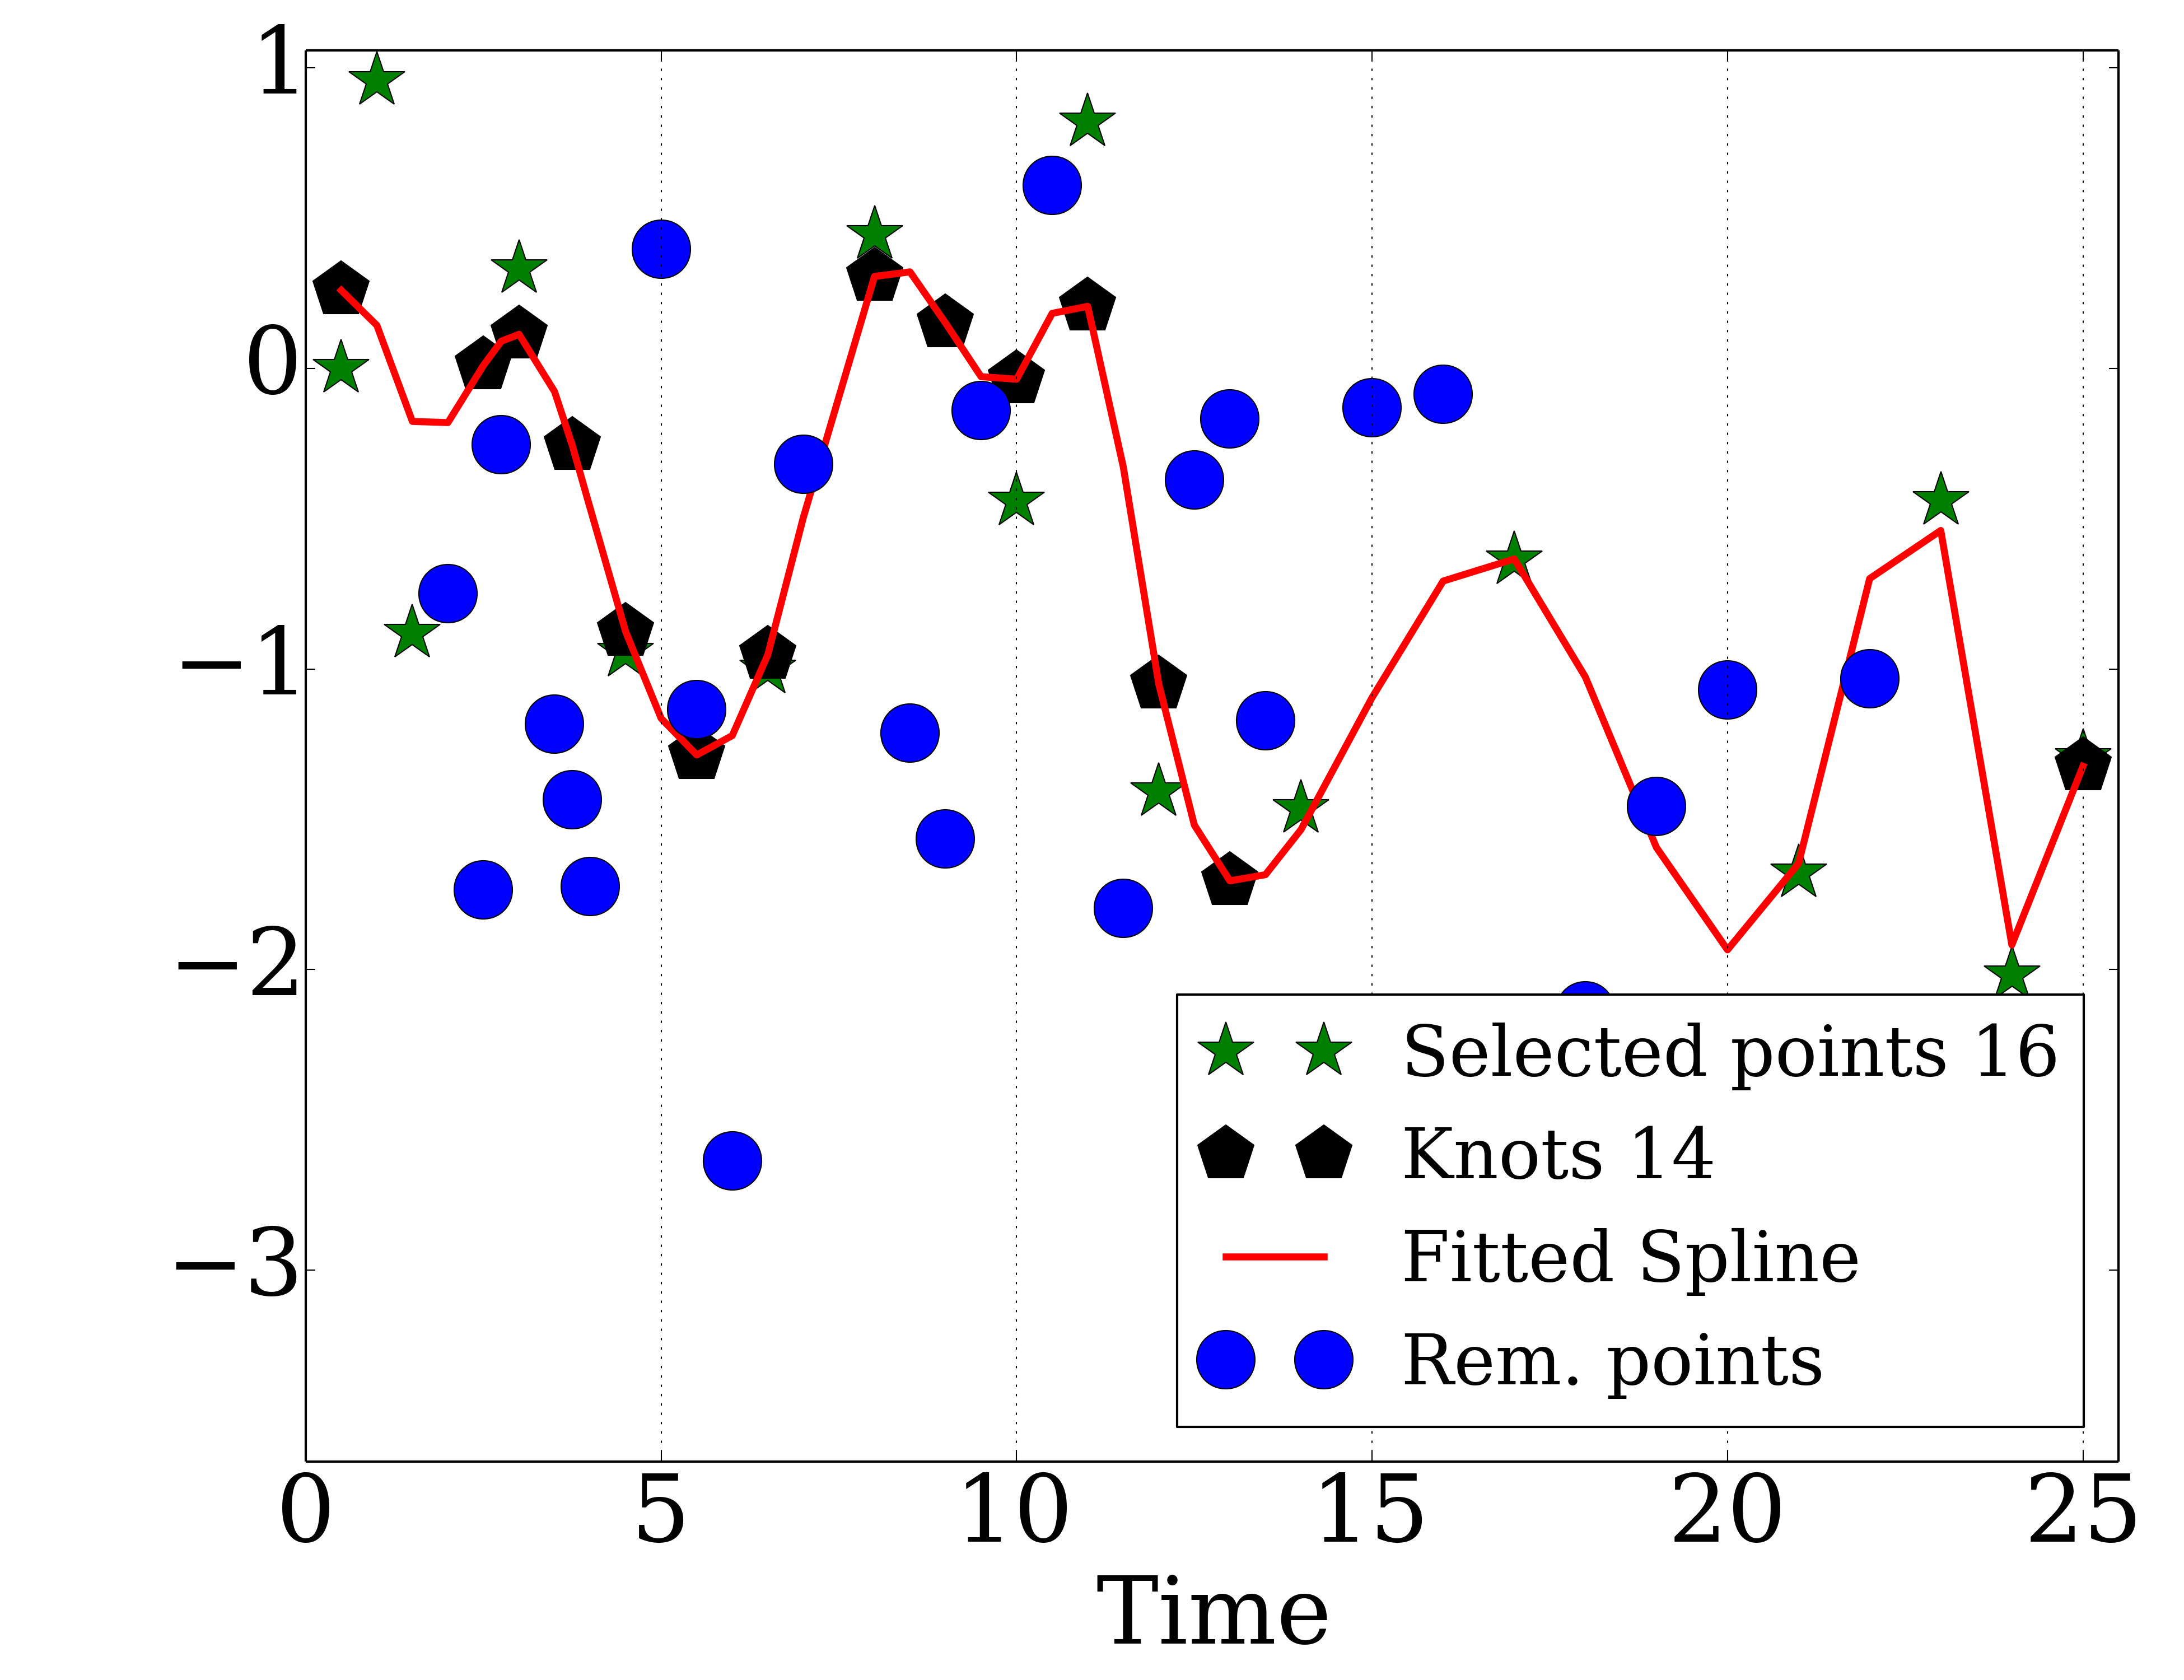 1
0
−1
−2
−3
0 5 10 15 20 25
Time
Selected points 16
Knots 14
Fitted Spline
Rem. points